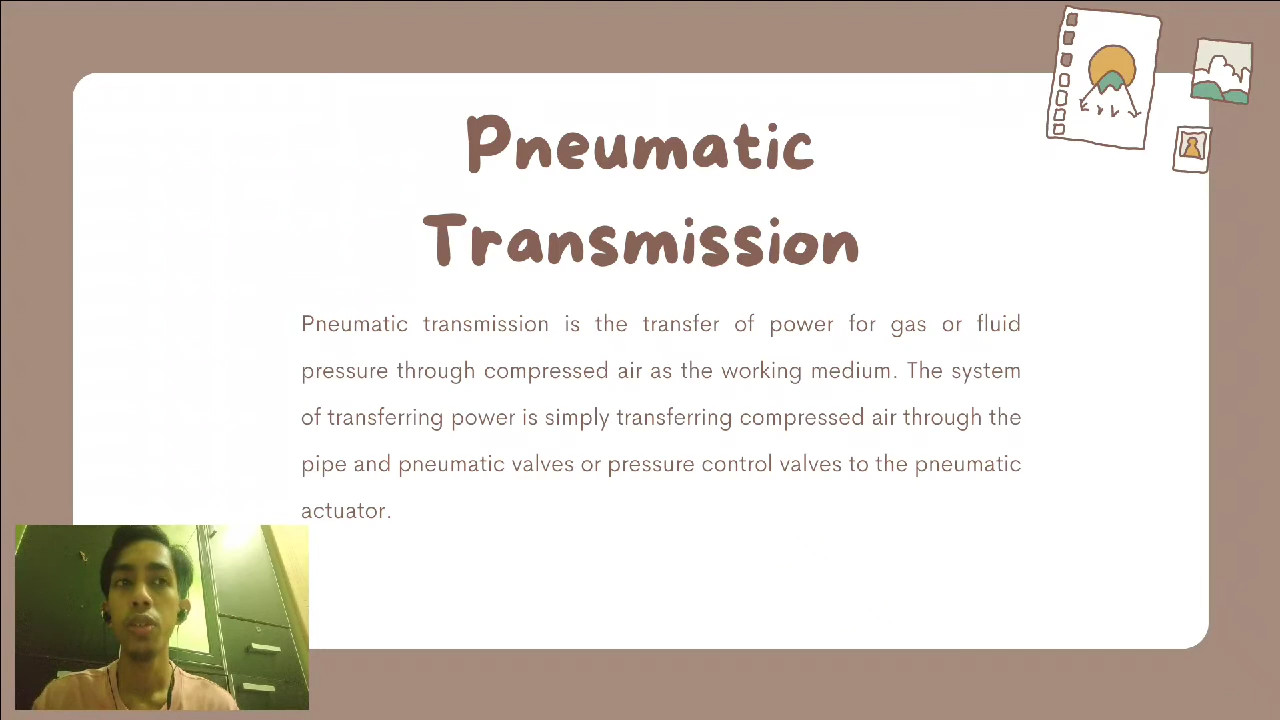 Pneumatic
Transmission
Pneumatic transmission is the transfer of power for gas or fluid
pressure through compressed air as the working medium. The system
of transferring power is simply transferring compressed air through the
pipe and pneumatic valves or pressure control valves to the pneumatic
actuator.